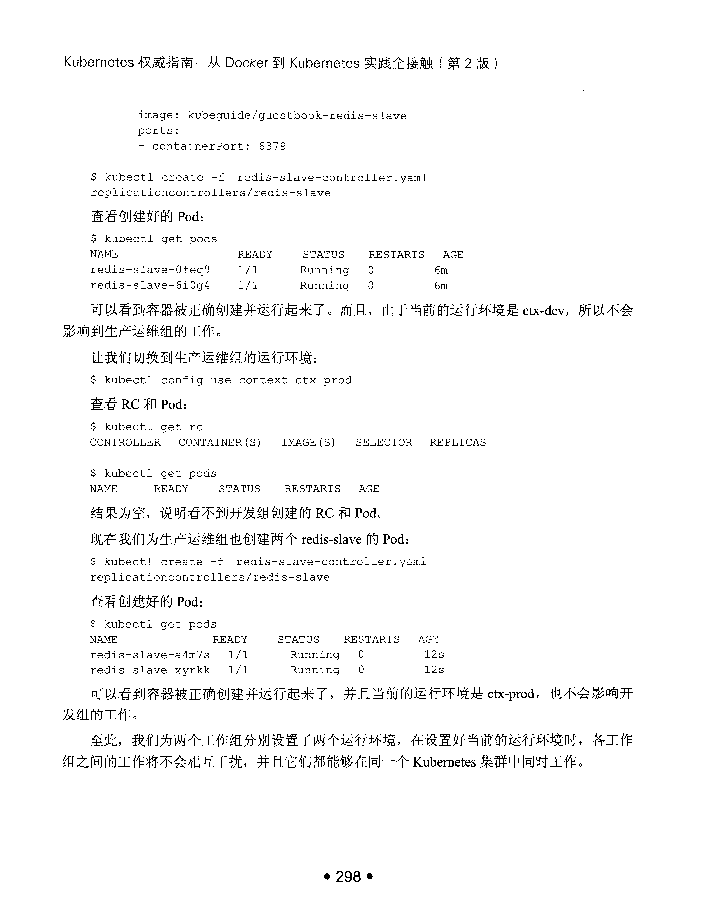 Kubernetes 权威指南：从 Docker 到 Kubernetes 实践全接触（第 2 版）
image: kubeguide/guestbook-redis-slave
ports:
- containerPort: 6379
$ kubectl create -f redis-slave-controller.yaml
replicationcontrollers/redis-slave
查看创建好的 Pod：
$ kubectl get pods
NAME READY STATUS RESTARTS AGE
redis-slave-0feq9 1/1 Running 0 6m
redis-slave-6i0g4 1/1 Running 0 6m
可以看到容器被正确创建并运行起来了。而且，由于当前的运行环境是 ctx-dev，所以不会
影响到生产运维组的工作。
让我们切换到生产运维组的运行环境：
$ kubectl config use-context ctx-prod
查看 RC 和 Pod：
$ kubectl get rc
CONTROLLER CONTAINER(S) IMAGE(S) SELECTOR REPLICAS
$ kubectl get pods
NAME READY STATUS RESTARTS AGE
结果为空，说明看不到开发组创建的 RC 和 Pod。
现在我们为生产运维组也创建两个 redis-slave 的 Pod：
$ kubectl create -f redis-slave-controller.yaml
replicationcontrollers/redis-slave
查看创建好的 Pod：
$ kubectl get pods
NAME READY STATUS RESTARTS AGE
redis-slave-a4m7s 1/1 Running 0 12s
redis-slave-xyrkk 1/1 Running 0 12s
可以看到容器被正确创建并运行起来了，并且当前的运行环境是 ctx-prod，也不会影响开
发组的工作。
至此，我们为两个工作组分别设置了两个运行环境，在设置好当前的运行环境时，各工作
组之间的工作将不会相互干扰，并且它们都能够在同一个 Kubernetes 集群中同时工作。
• 298 •